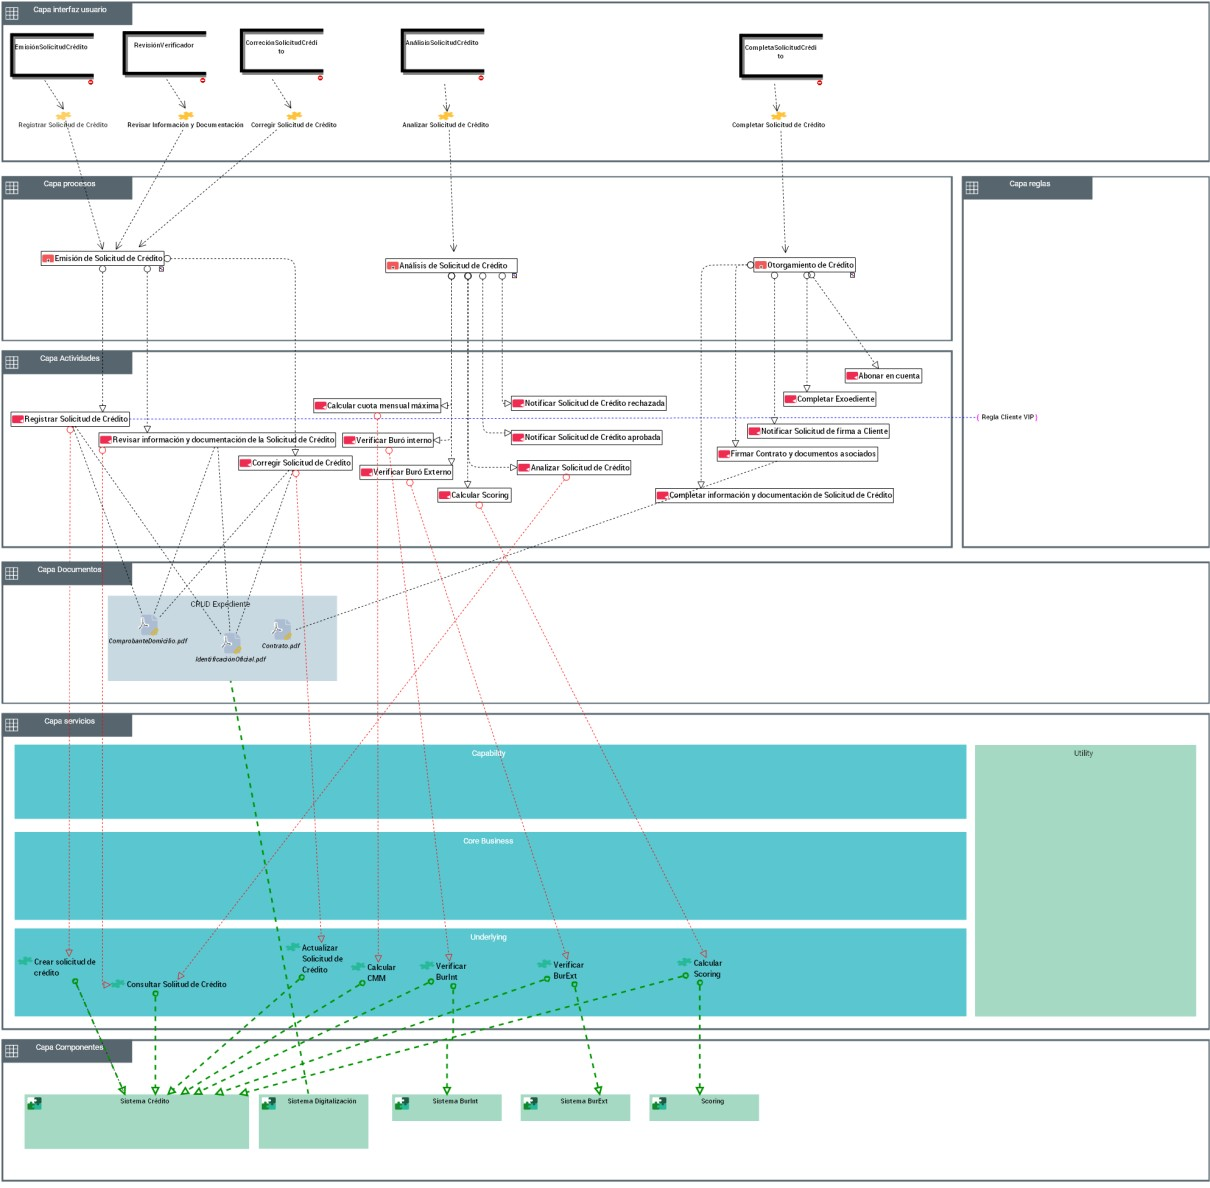 Capa interfaz usuario
EmisiónSolicitudCrédito
RevisiónVerificador
CorreciónSolicitudCrédi
to
AnálisisSolicitudCrédito
CompletaSolicitudCrédi
to
Registrar Solicitud de Crédito
Revisar Información y Documentación
Corregir Solicitud de Crédito
Analizar Solicitud de Crédito
Completar Solicitud de Crédito
Capa procesos
Capa reglas
Emisión de Solicitud de Crédito
Análisis de Solicitud de Crédito
Otorgamiento de Crédito
Capa Actividades
Abonar en cuenta
Completar Exoediente
Calcular cuota mensual máxima
Notificar Solicitud de Crédito rechazada
Registrar Solicitud de Crédito
Regla Cliente VIP
Notificar Solicitud de firma a Cliente
Revisar información y documentación de la Solicitud de Crédito
Verificar Buró interno
Notificar Solicitud de Crédito aprobada
Firmar Contrato y documentos asociados
Corregir Solicitud de Crédito
Verificar Buró Externo
Analizar Solicitud de Crédito
Calcular Scoring
Completar información y documentación de Solicitud de Crédito
Capa Documentos
CRUD Expediente
ComprobanteDomicilio.pdf
IdentificaciónOficial.pdf
Contrato.pdf
Capa servicios
Capability
Utility
Core Business
Underlying
Crear solicitud de
crédito
Consultar Soliitud de Crédito
Actualizar
Solicitud de
Crédito
Calcular
CMM
Verificar
BurInt
Verificar
BurExt
Calcular
Scoring
Capa Componentes
Sistema Crédito
Sistema Digitalización
Sistema BurInt
Sistema BurExt
Scoring